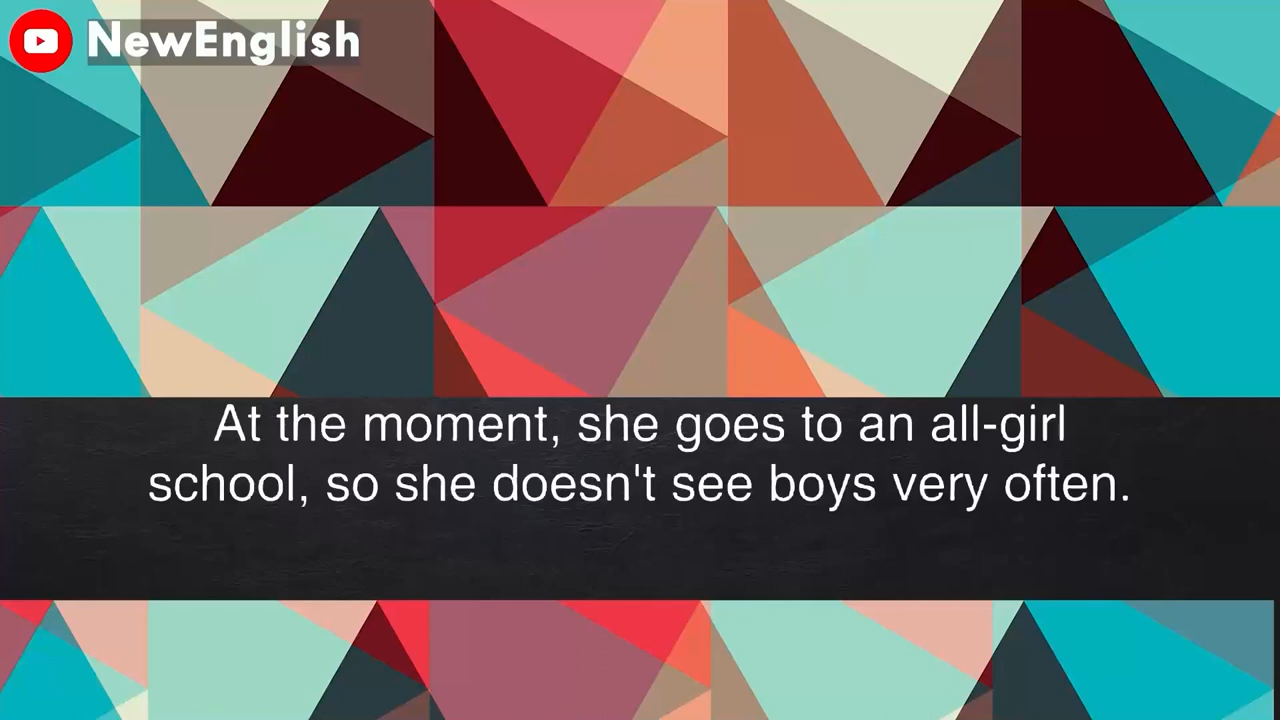 NewEnglish
At the moment, she goes to an all-girl
school, so she doesn't see boys very often.